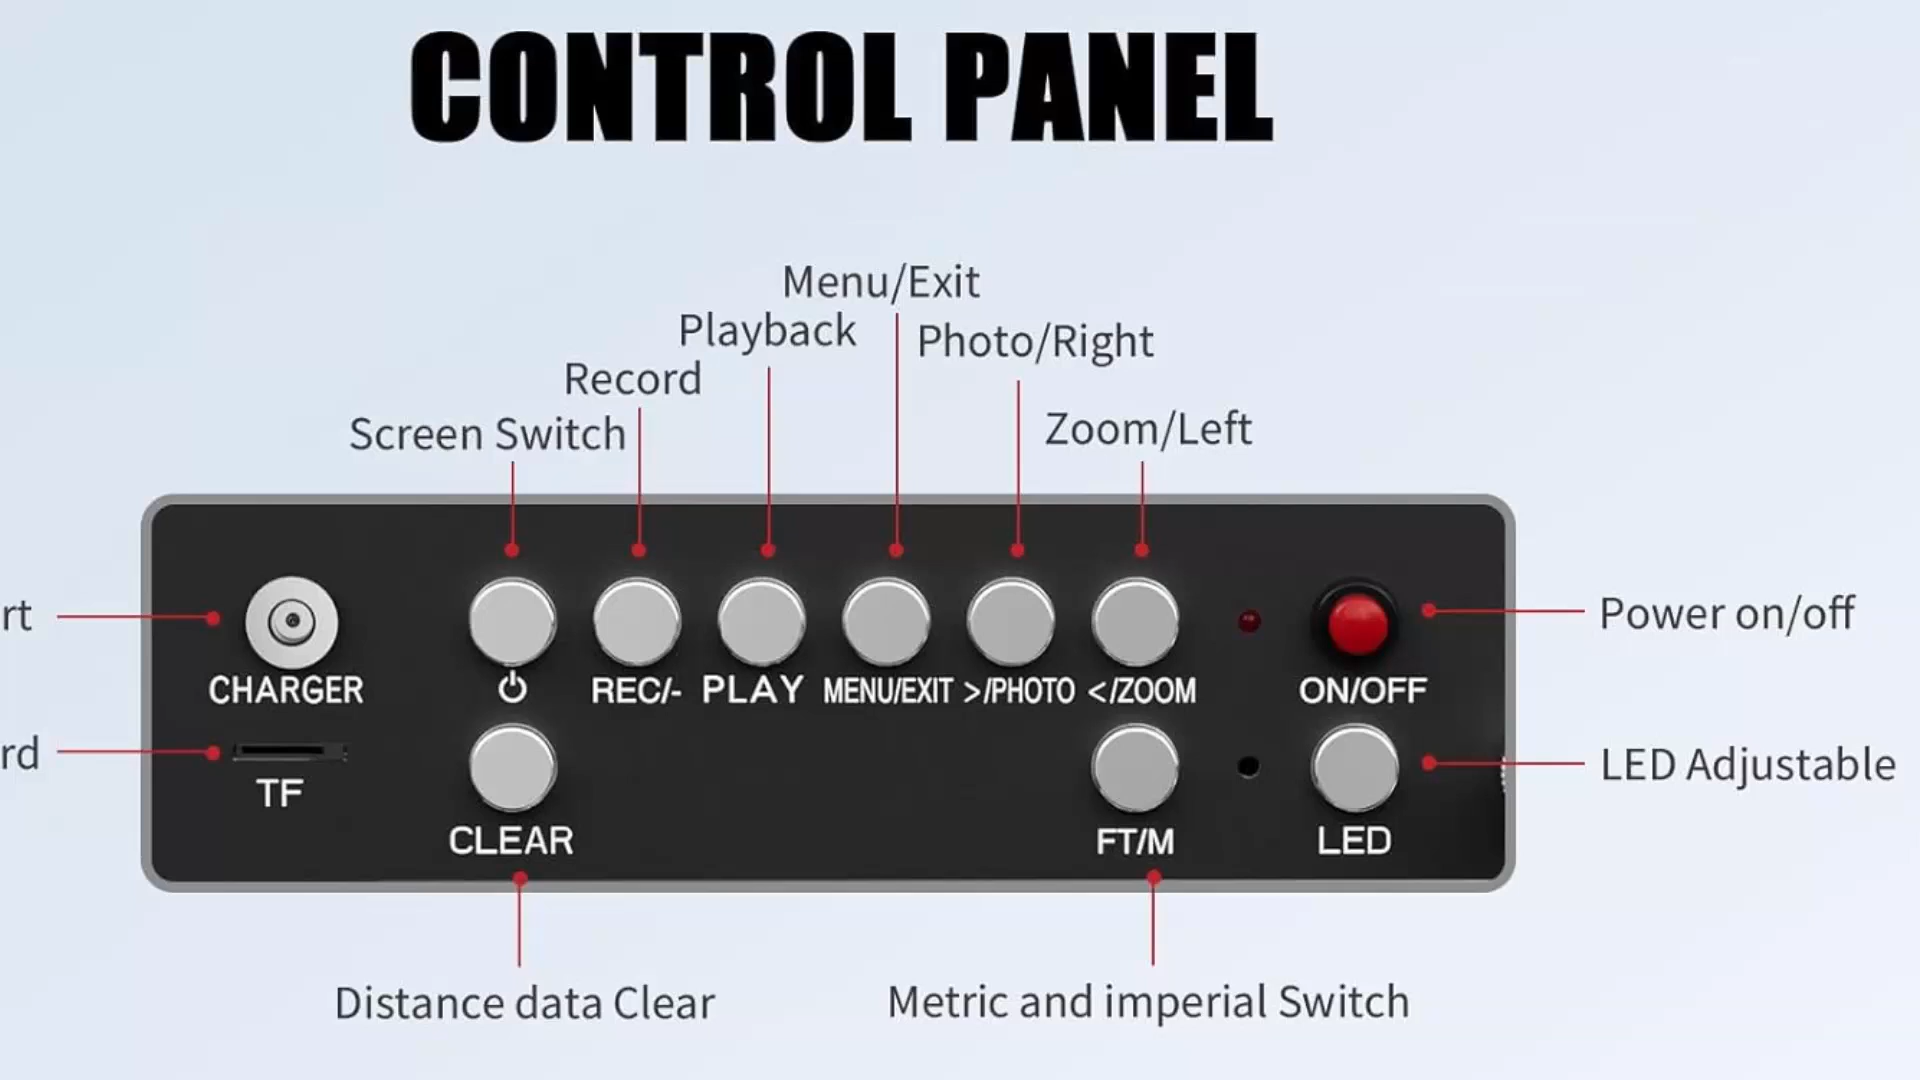 CONTROL PANEL
Menu/Exit
Playback
Photo/Right
Record
Zoom/Left
Screen Switch
rt
Power on/off
CHARGER
REC/-
PLAY
MENU/EXIT
>/PHOTO
</ZOOM
ON/OFF
rd
LED Adjustable
TF
CLEAR
FT/M
LED
Distance data Clear
Metric and imperial Switch